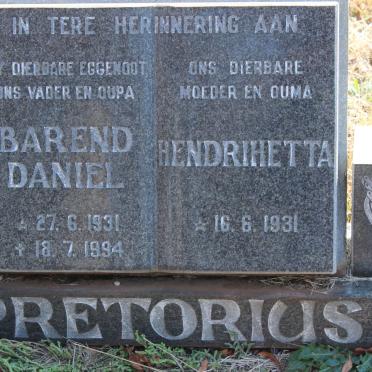 IN TERE HERINNERING AAN
Y DIERBARE EGGENOOT
ONS VADER EN OUPA
BAREND
DANIEL
☆ 27.6.1931
✝ 18.7.1994
ONS DIERBARE
MOEDER EN OUMA
HENDRIHETTA
☆ 16.6.1931
PRETORIUS